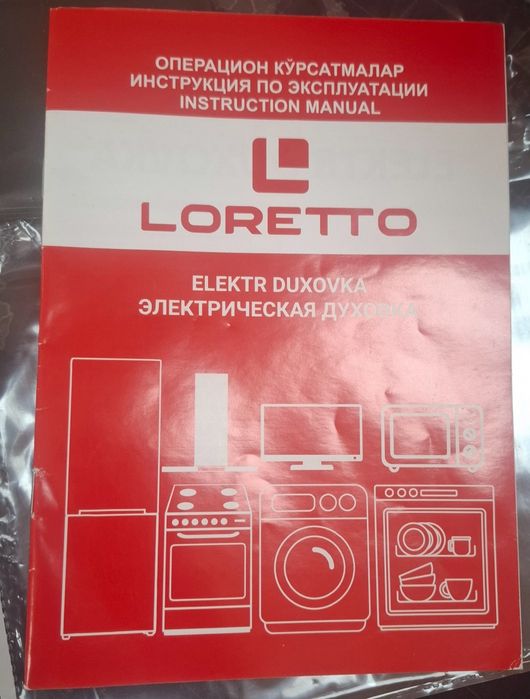 ОПЕРАЦИОН КЎРСАТМАЛАР
ИНСТРУКЦИЯ ПО ЭКСПЛУАТАЦИИ
INSTRUCTION MANUAL
LORETTO
ELEKTR DUXOVKA
ЭЛЕКТРИЧЕСКАЯ ДУХОВКА